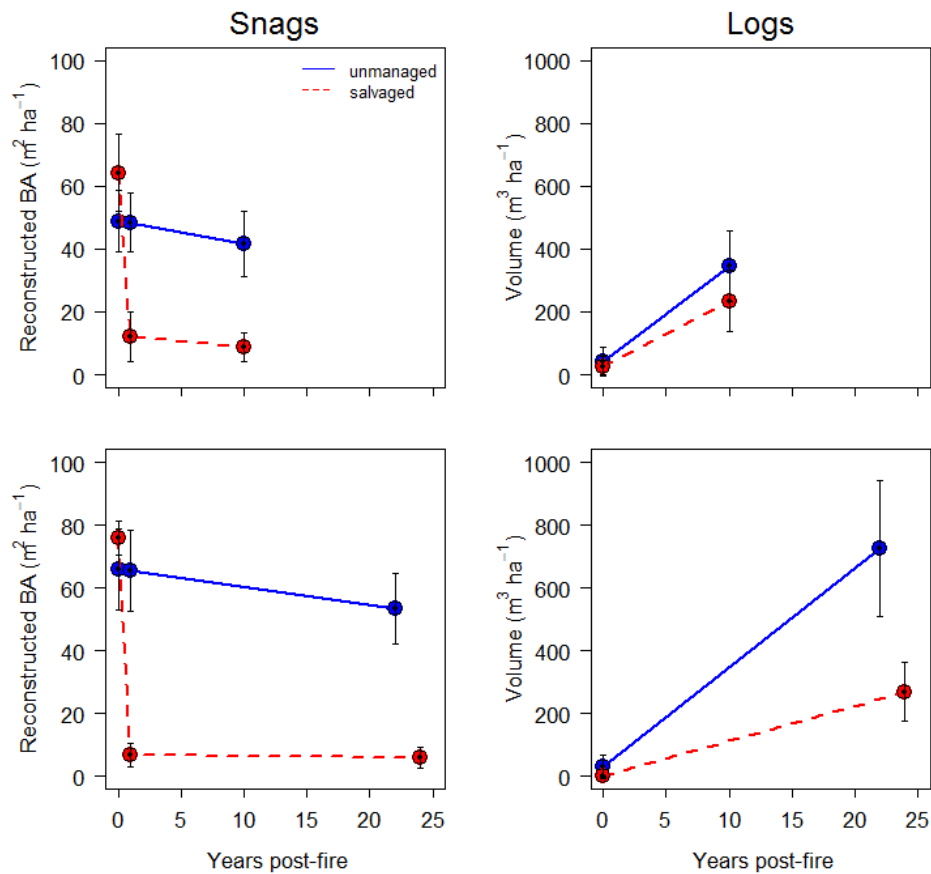 Snags
Logs
Reconstructed BA (m² ha⁻¹)
100
80
60
40
20
0
unmanaged
salvaged
Volume (m³ ha⁻¹)
1000
800
600
400
200
0
Reconstructed BA (m² ha⁻¹)
100
80
60
40
20
0
0 5 10 15 20 25
Years post-fire
Volume (m³ ha⁻¹)
1000
800
600
400
200
0
0 5 10 15 20 25
Years post-fire